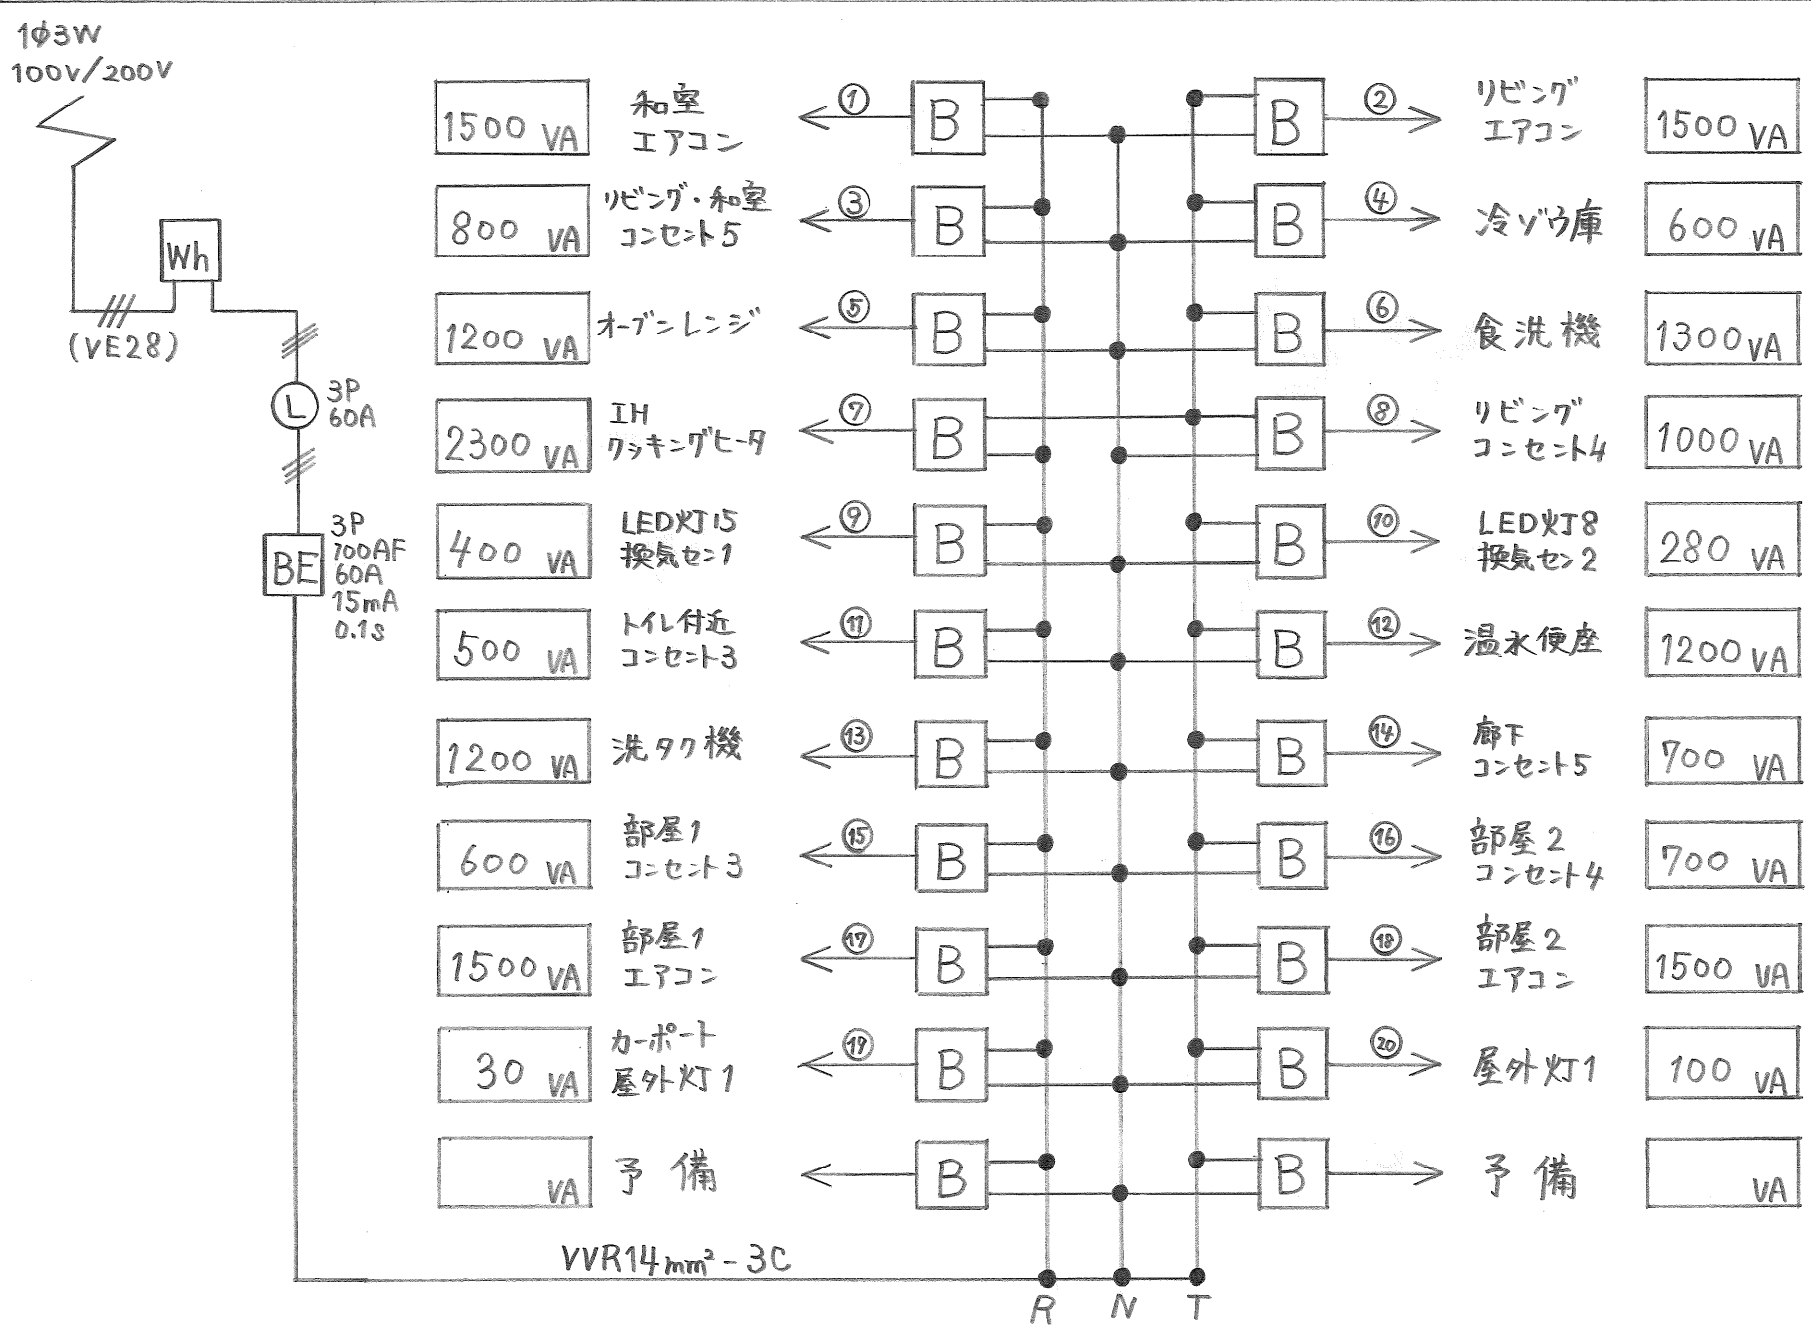 1φ3W
100V/200V
Wh
(VE28)
L
3P
60A
BE
3P
100AF
60A
15mA
0.1s
1500 VA
和室
エアコン
①
B
B
②
リビング
エアコン
1500 VA
800 VA
リビング・和室
コンセント5
③
B
B
④
冷ゾウ庫
600 VA
1200 VA
オーブンレンジ
⑤
B
B
⑥
食洗機
1300 VA
2300 VA
IH
クッキングヒータ
⑦
B
B
⑧
リビング
コンセント4
1000 VA
400 VA
LED灯15
換気セン1
⑨
B
B
⑩
LED灯8
換気セン2
280 VA
500 VA
トイレ付近
コンセント3
⑪
B
B
⑫
温水便座
1200 VA
1200 VA
洗タク機
⑬
B
B
⑭
廊下
コンセント5
700 VA
600 VA
部屋1
コンセント3
⑮
B
B
⑯
部屋2
コンセント4
700 VA
1500 VA
部屋1
エアコン
⑰
B
B
⑱
部屋2
エアコン
1500 VA
30 VA
カーポート
屋外灯1
⑲
B
B
⑳
屋外灯1
100 VA
VA
予備
B
B
予備
VA
VVR14mm²-3C
R N T